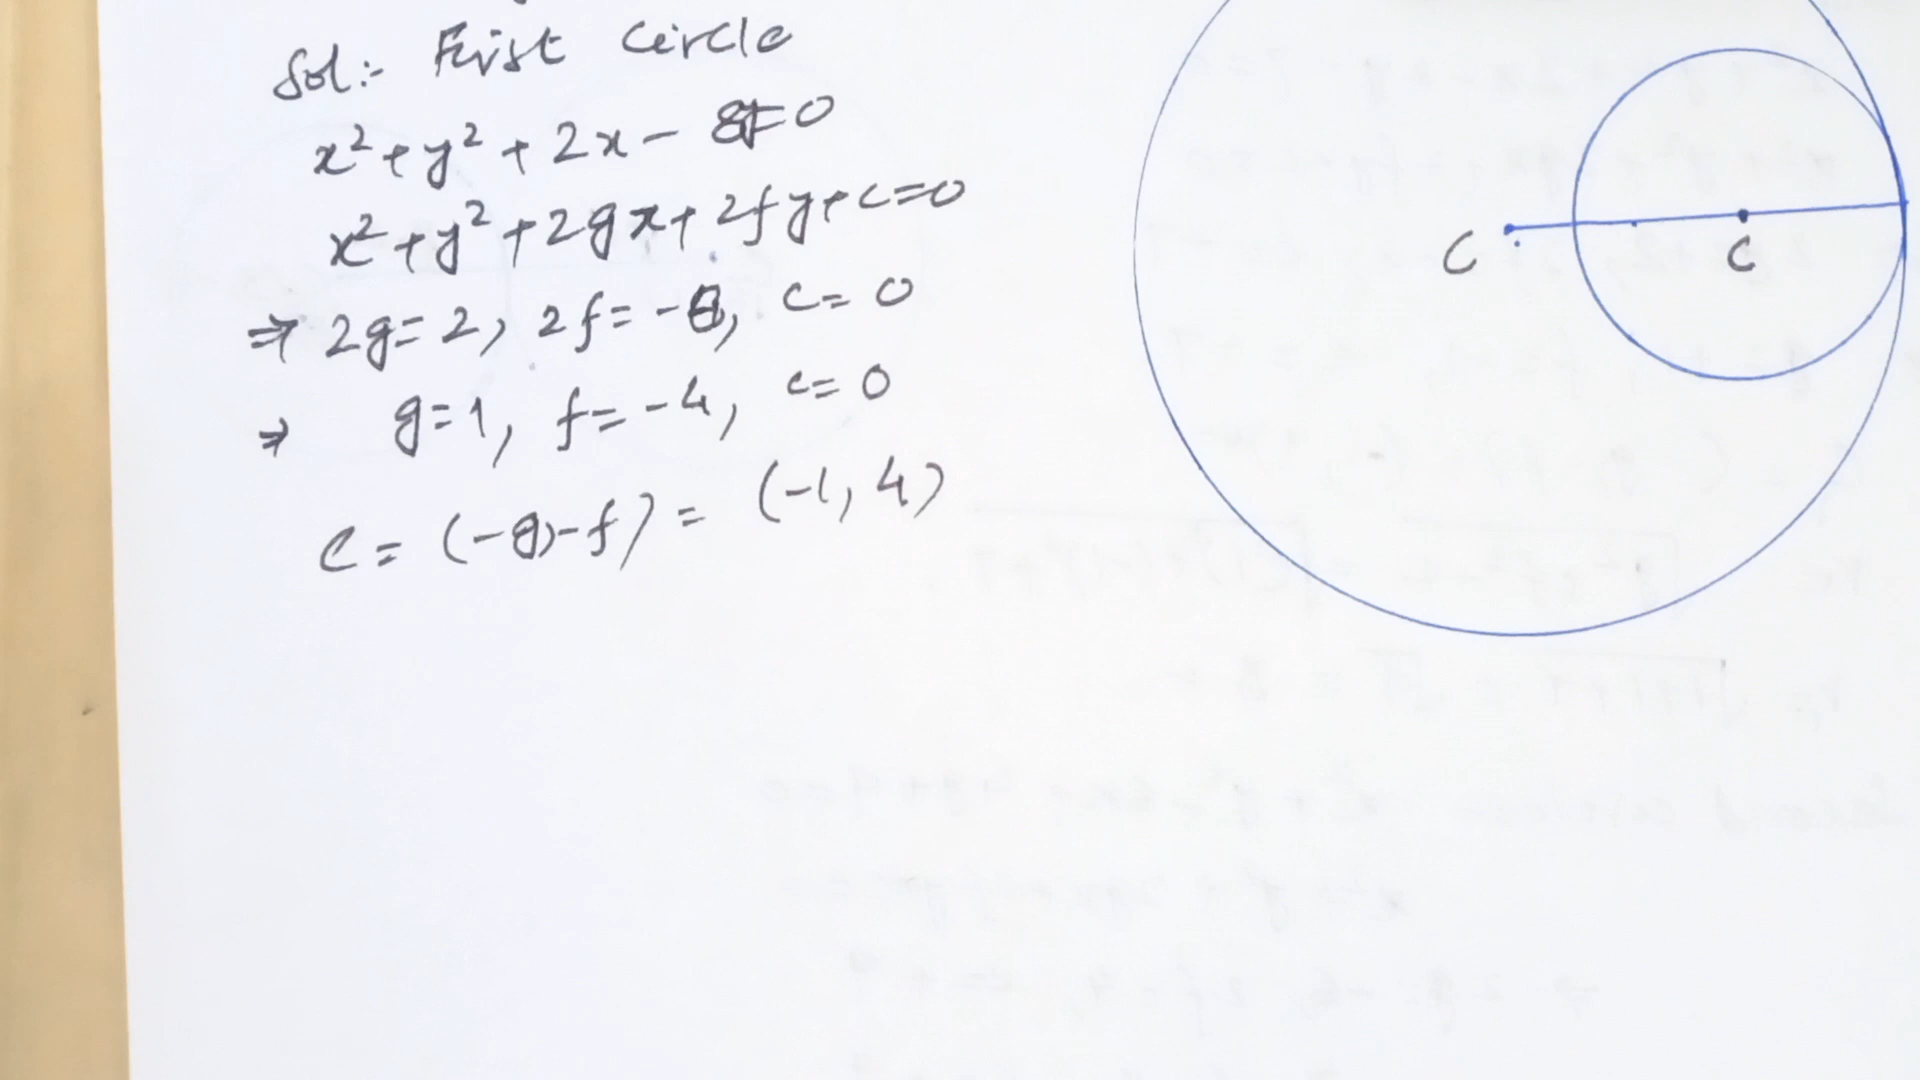 Sol:- First Circle
x² + y² + 2x - 8 = 0
x² + y² + 2gx + 2fy + c = 0
⇒ 2g = 2, 2f = -8, c = 0
⇒ g = 1, f = -4, c = 0
C = (-g, -f) = (-1, 4)
C
C